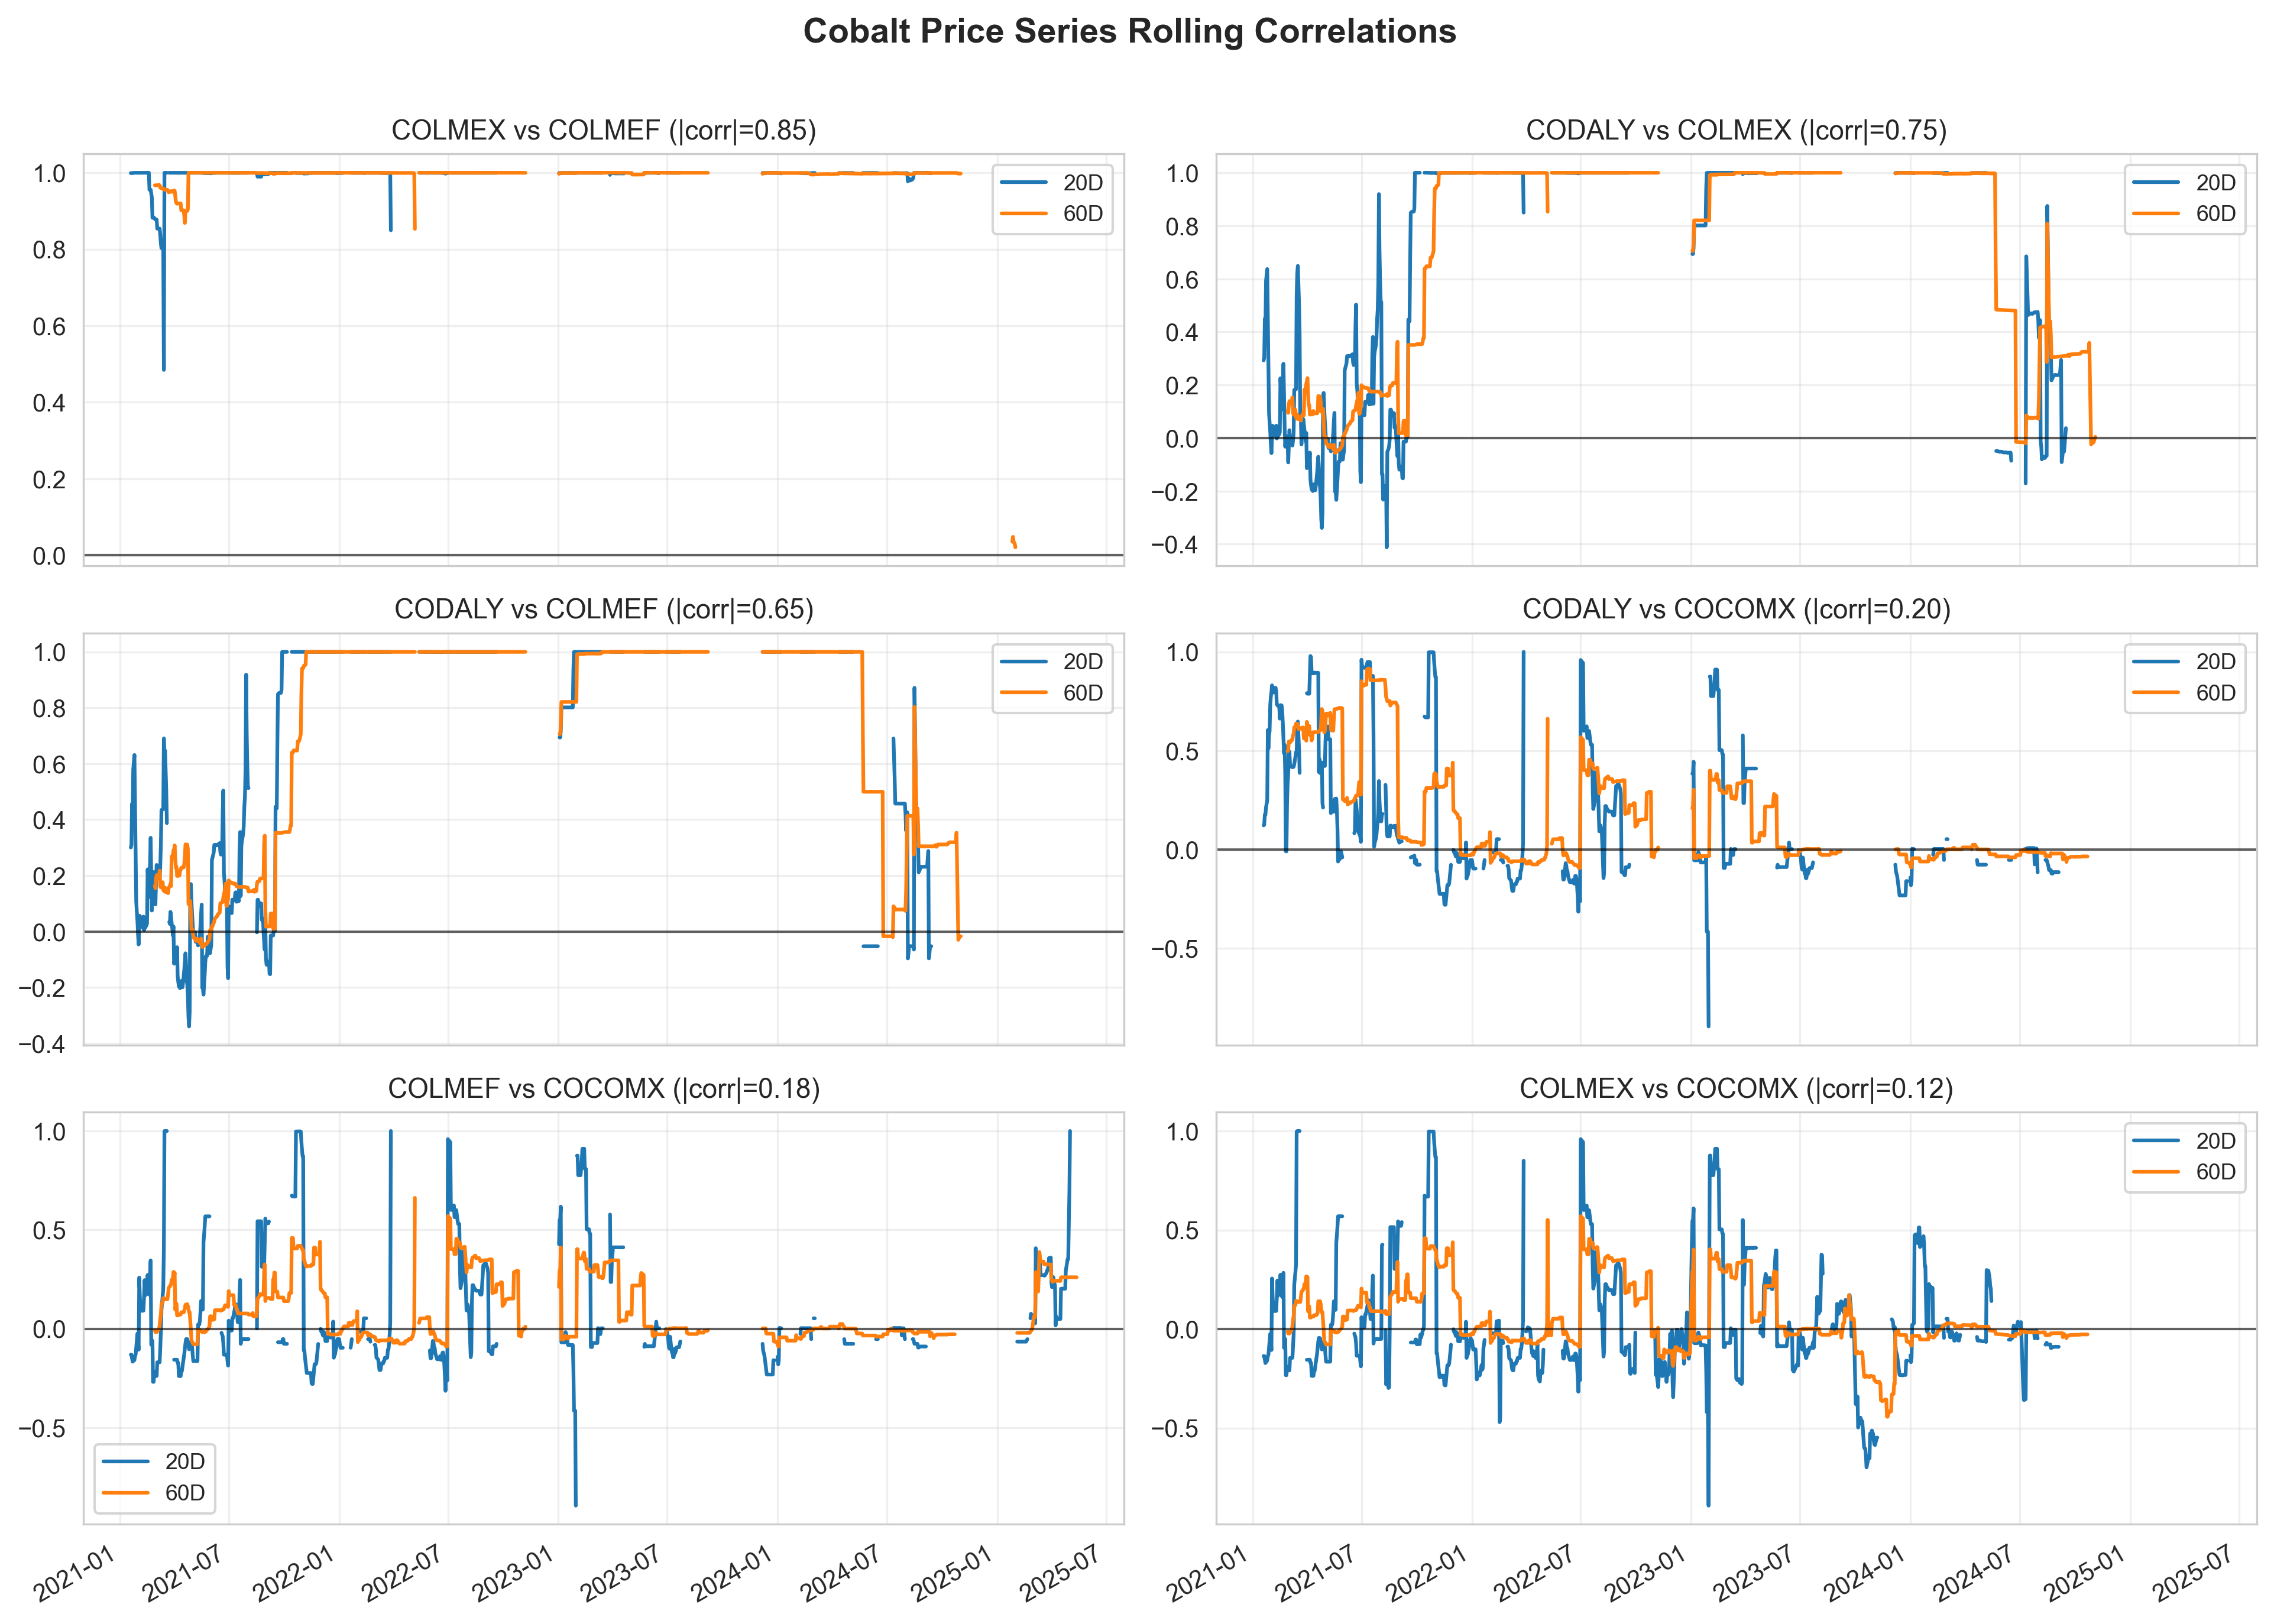 Cobalt Price Series Rolling Correlations
COLMEX vs COLMEF (|corr|=0.85)
1.0
0.8
0.6
0.4
0.2
0.0
20D
60D
CODALY vs COLMEX (|corr|=0.75)
1.0
0.8
0.6
0.4
0.2
0.0
−0.2
−0.4
20D
60D
CODALY vs COLMEF (|corr|=0.65)
1.0
0.8
0.6
0.4
0.2
0.0
−0.2
−0.4
20D
60D
CODALY vs COCOMX (|corr|=0.20)
1.0
0.5
0.0
−0.5
20D
60D
COLMEF vs COCOMX (|corr|=0.18)
1.0
0.5
0.0
−0.5
20D
60D
2021-01
2021-07
2022-01
2022-07
2023-01
2023-07
2024-01
2024-07
2025-01
2025-07
COLMEX vs COCOMX (|corr|=0.12)
1.0
0.5
0.0
−0.5
20D
60D
2021-01
2021-07
2022-01
2022-07
2023-01
2023-07
2024-01
2024-07
2025-01
2025-07